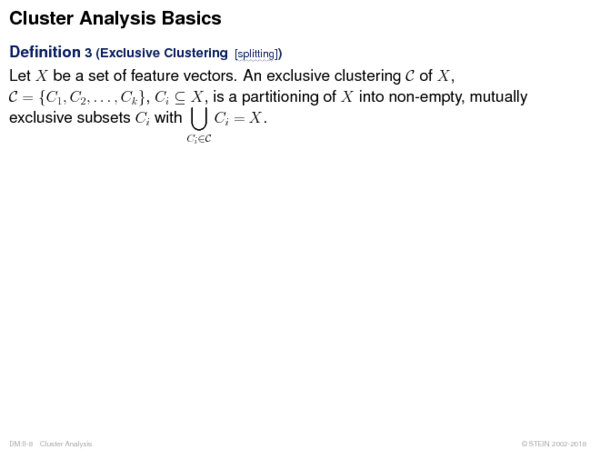 Cluster Analysis Basics
Definition 3 (Exclusive Clustering [splitting])
Let X be a set of feature vectors. An exclusive clustering 𝒞 of X,
𝒞 = {C₁, C₂, . . . , Cₖ}, Cᵢ ⊆ X, is a partitioning of X into non-empty, mutually
exclusive subsets Cᵢ with ⋃ Cᵢ = X.
Cᵢ∈𝒞
DM:II-6 Cluster Analysis © STEIN 2002-2018